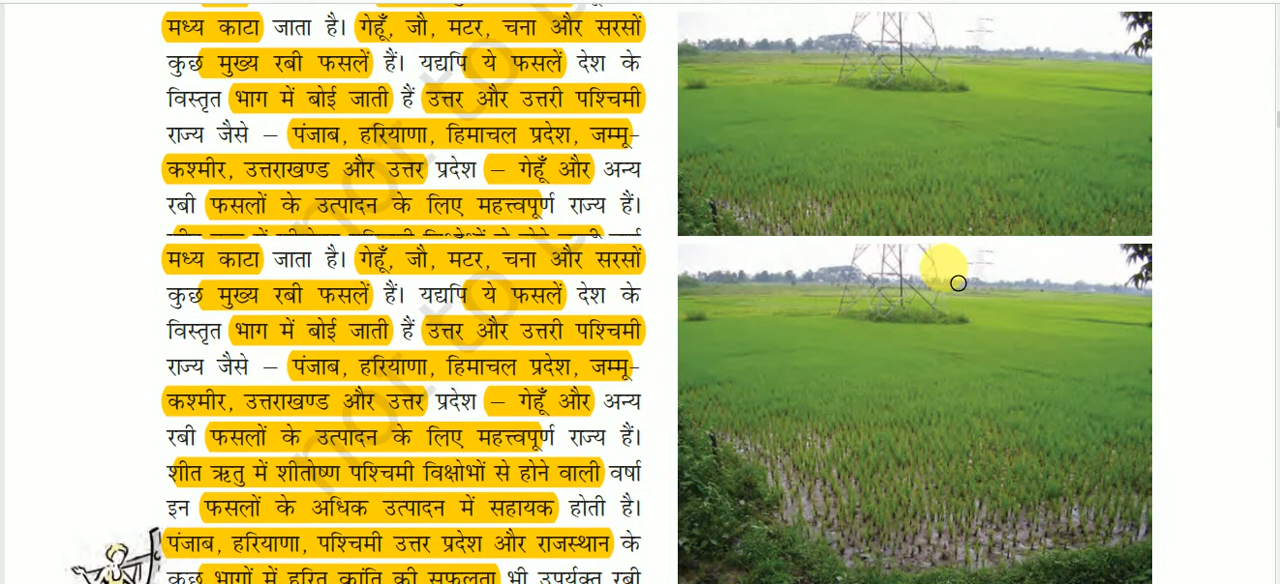 मध्य काटा जाता है। गेहूँ, जौ, मटर, चना और सरसों
कुछ मुख्य रबी फसलें हैं। यद्यपि ये फसलें देश के
विस्तृत भाग में बोई जाती हैं उत्तर और उत्तरी पश्चिमी
राज्य जैसे – पंजाब, हरियाणा, हिमाचल प्रदेश, जम्मू-
कश्मीर, उत्तराखण्ड और उत्तर प्रदेश – गेहूँ और अन्य
रबी फसलों के उत्पादन के लिए महत्त्वपूर्ण राज्य हैं।
मध्य काटा जाता है। गेहूँ, जौ, मटर, चना और सरसों
कुछ मुख्य रबी फसलें हैं। यद्यपि ये फसलें देश के
विस्तृत भाग में बोई जाती हैं उत्तर और उत्तरी पश्चिमी
राज्य जैसे – पंजाब, हरियाणा, हिमाचल प्रदेश, जम्मू-
कश्मीर, उत्तराखण्ड और उत्तर प्रदेश – गेहूँ और अन्य
रबी फसलों के उत्पादन के लिए महत्त्वपूर्ण राज्य हैं।
शीत ऋतु में शीतोष्ण पश्चिमी विक्षोभों से होने वाली वर्षा
इन फसलों के अधिक उत्पादन में सहायक होती है।
पंजाब, हरियाणा, पश्चिमी उत्तर प्रदेश और राजस्थान के
कुछ भागों में हरित क्रांति की सफलता भी उपर्युक्त रबी
not to
not to